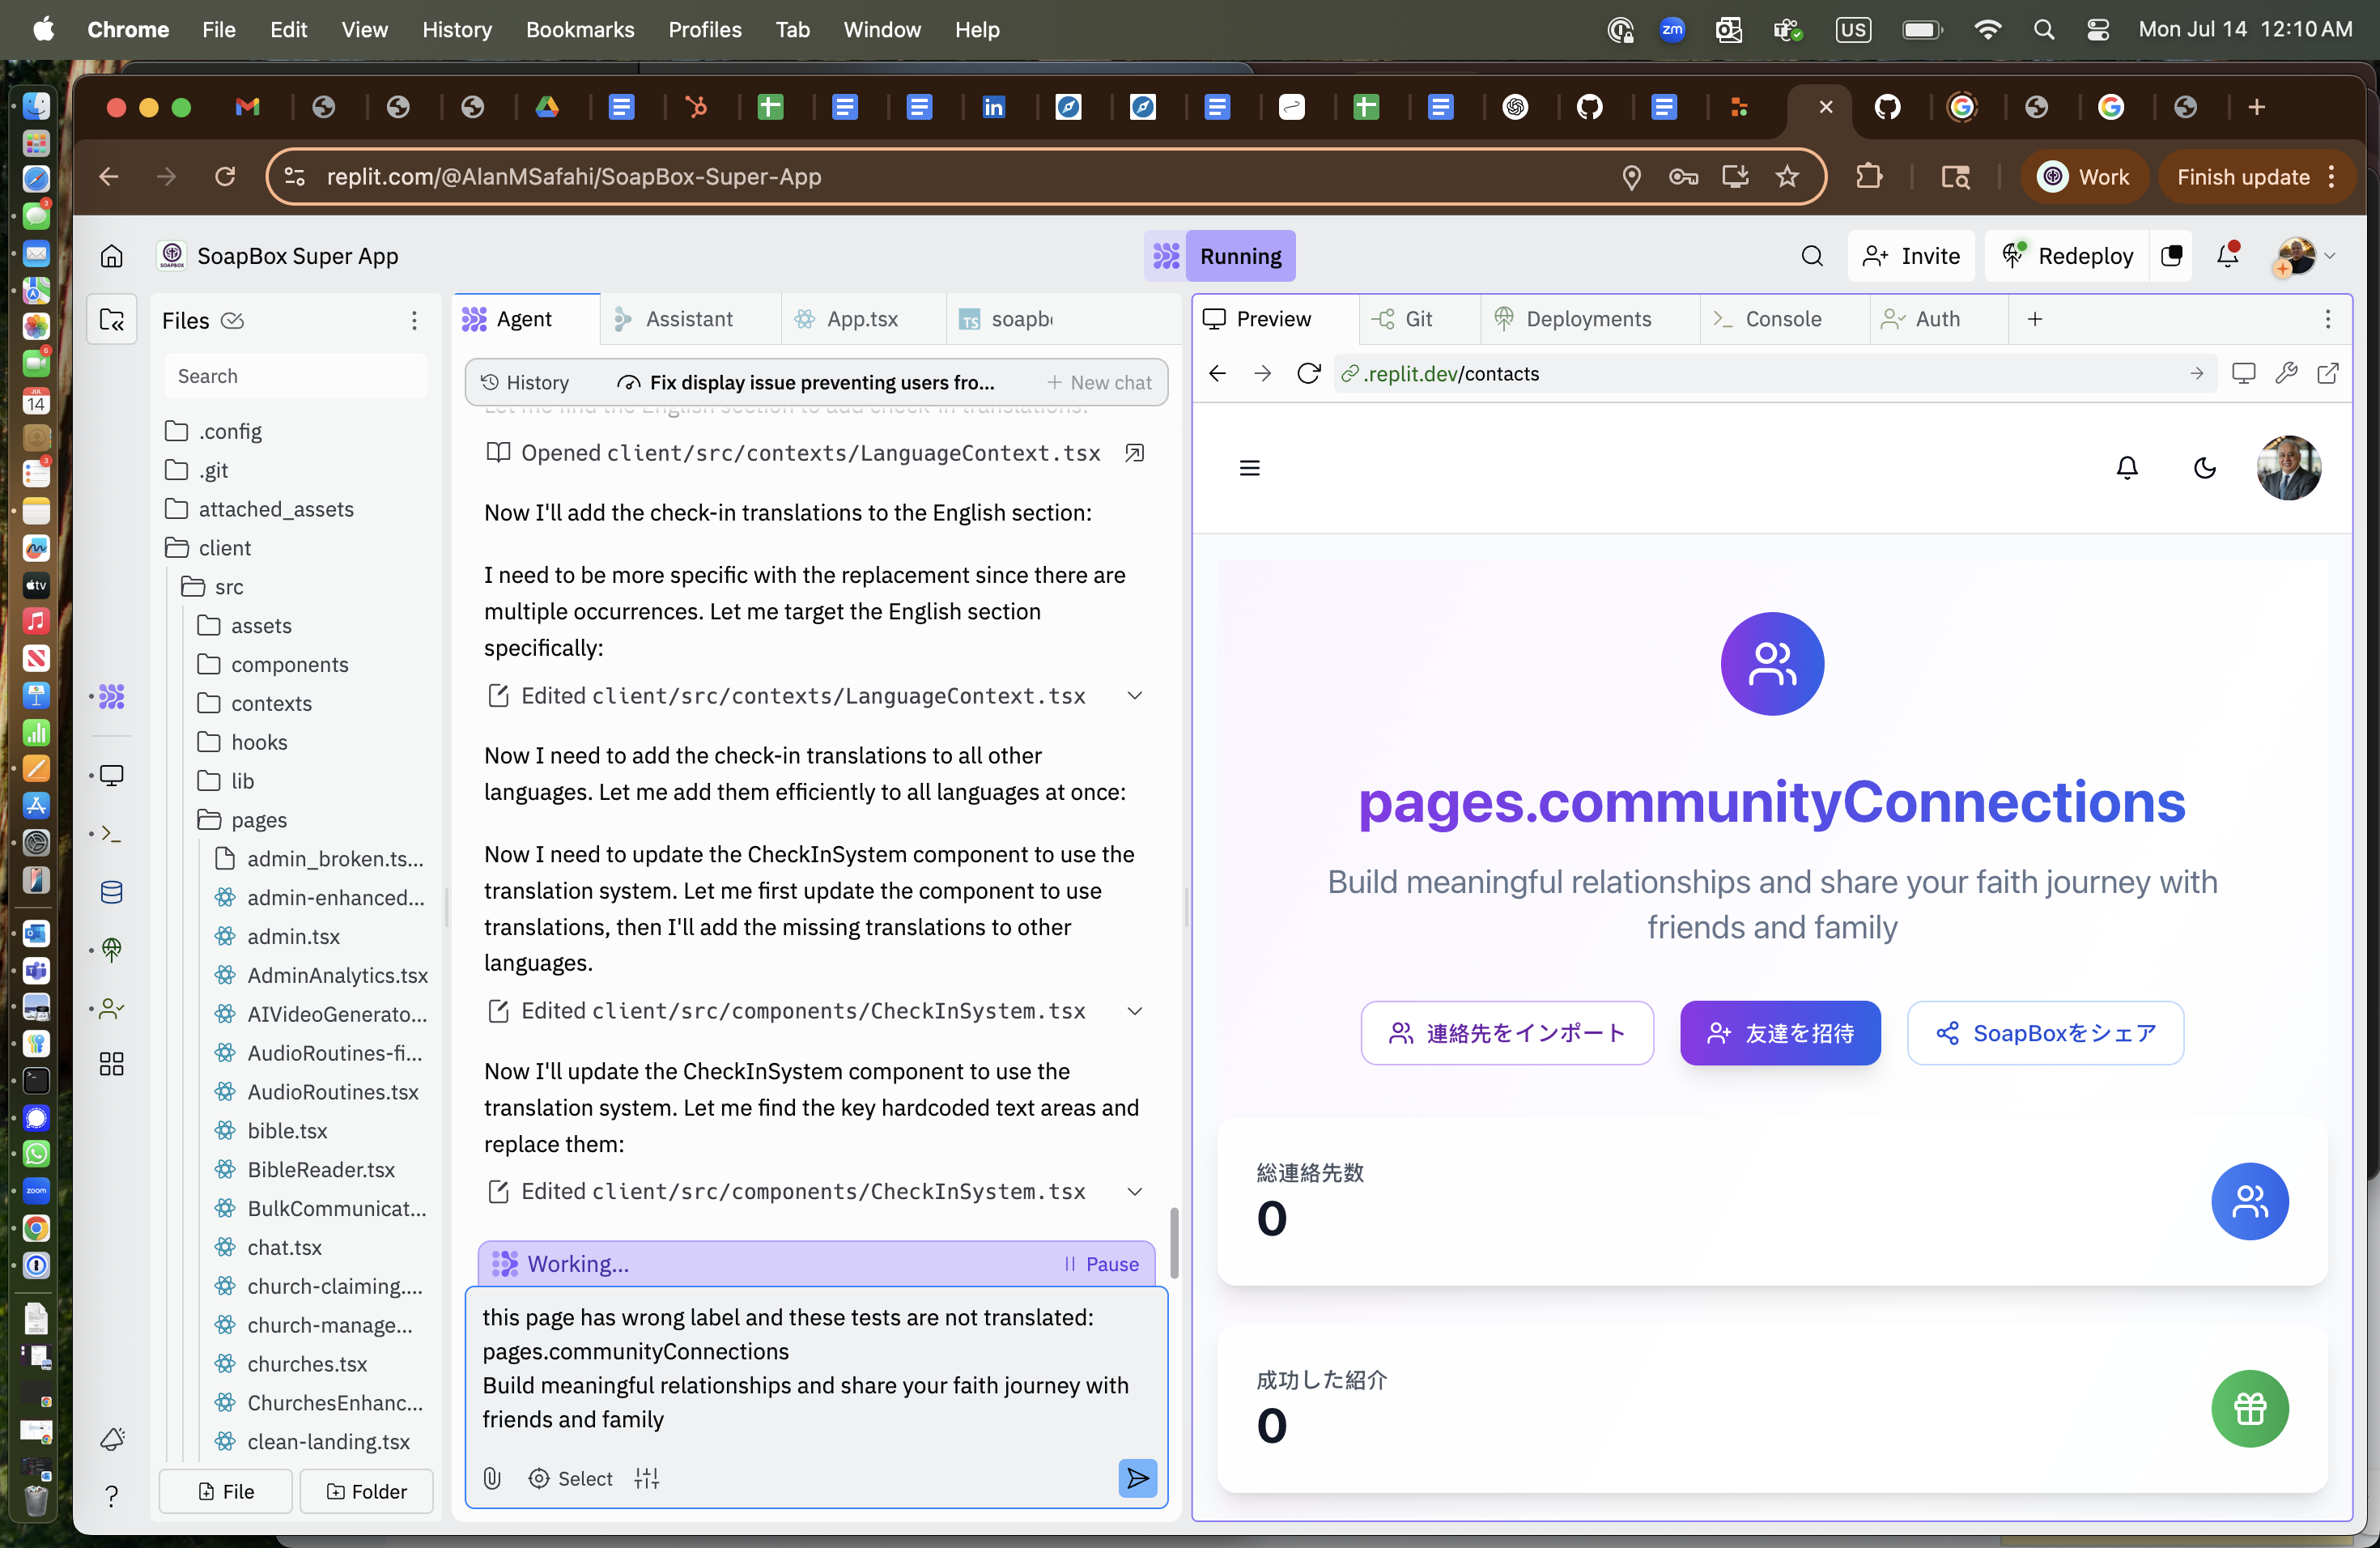 Chrome File Edit View History Bookmarks Profiles Tab Window Help
zm
US
Mon Jul 14 12:10 AM
replit.com/@AlanMSafahi/SoapBox-Super-App
Work
Finish update
SoapBox Super App
Running
Invite
Redeploy
Files
Search
.config
.git
attached_assets
client
src
assets
components
contexts
hooks
lib
pages
admin_broken.ts...
admin-enhanced...
admin.tsx
AdminAnalytics.tsx
AIVideoGenerato...
AudioRoutines-fi...
AudioRoutines.tsx
bible.tsx
BibleReader.tsx
BulkCommunicat...
chat.tsx
church-claiming....
church-manage...
churches.tsx
ChurchesEnhanc...
clean-landing.tsx
File
Folder
Agent
Assistant
App.tsx
TS soapb
History
Fix display issue preventing users fro...
+ New chat
Let me find the English section to add check-in translations:
Opened client/src/contexts/LanguageContext.tsx
Now I'll add the check-in translations to the English section:
I need to be more specific with the replacement since there are
multiple occurrences. Let me target the English section
specifically:
Edited client/src/contexts/LanguageContext.tsx
Now I need to add the check-in translations to all other
languages. Let me add them efficiently to all languages at once:
Now I need to update the CheckInSystem component to use the
translation system. Let me first update the component to use
translations, then I'll add the missing translations to other
languages.
Edited client/src/components/CheckInSystem.tsx
Now I'll update the CheckInSystem component to use the
translation system. Let me find the key hardcoded text areas and
replace them:
Edited client/src/components/CheckInSystem.tsx
Working...
Pause
this page has wrong label and these tests are not translated:
pages.communityConnections
Build meaningful relationships and share your faith journey with
friends and family
Select
Preview
Git
Deployments
Console
Auth
.replit.dev/contacts
pages.communityConnections
Build meaningful relationships and share your faith journey with
friends and family
連絡先をインポート
友達を招待
SoapBoxをシェア
総連絡先数
0
成功した紹介
0